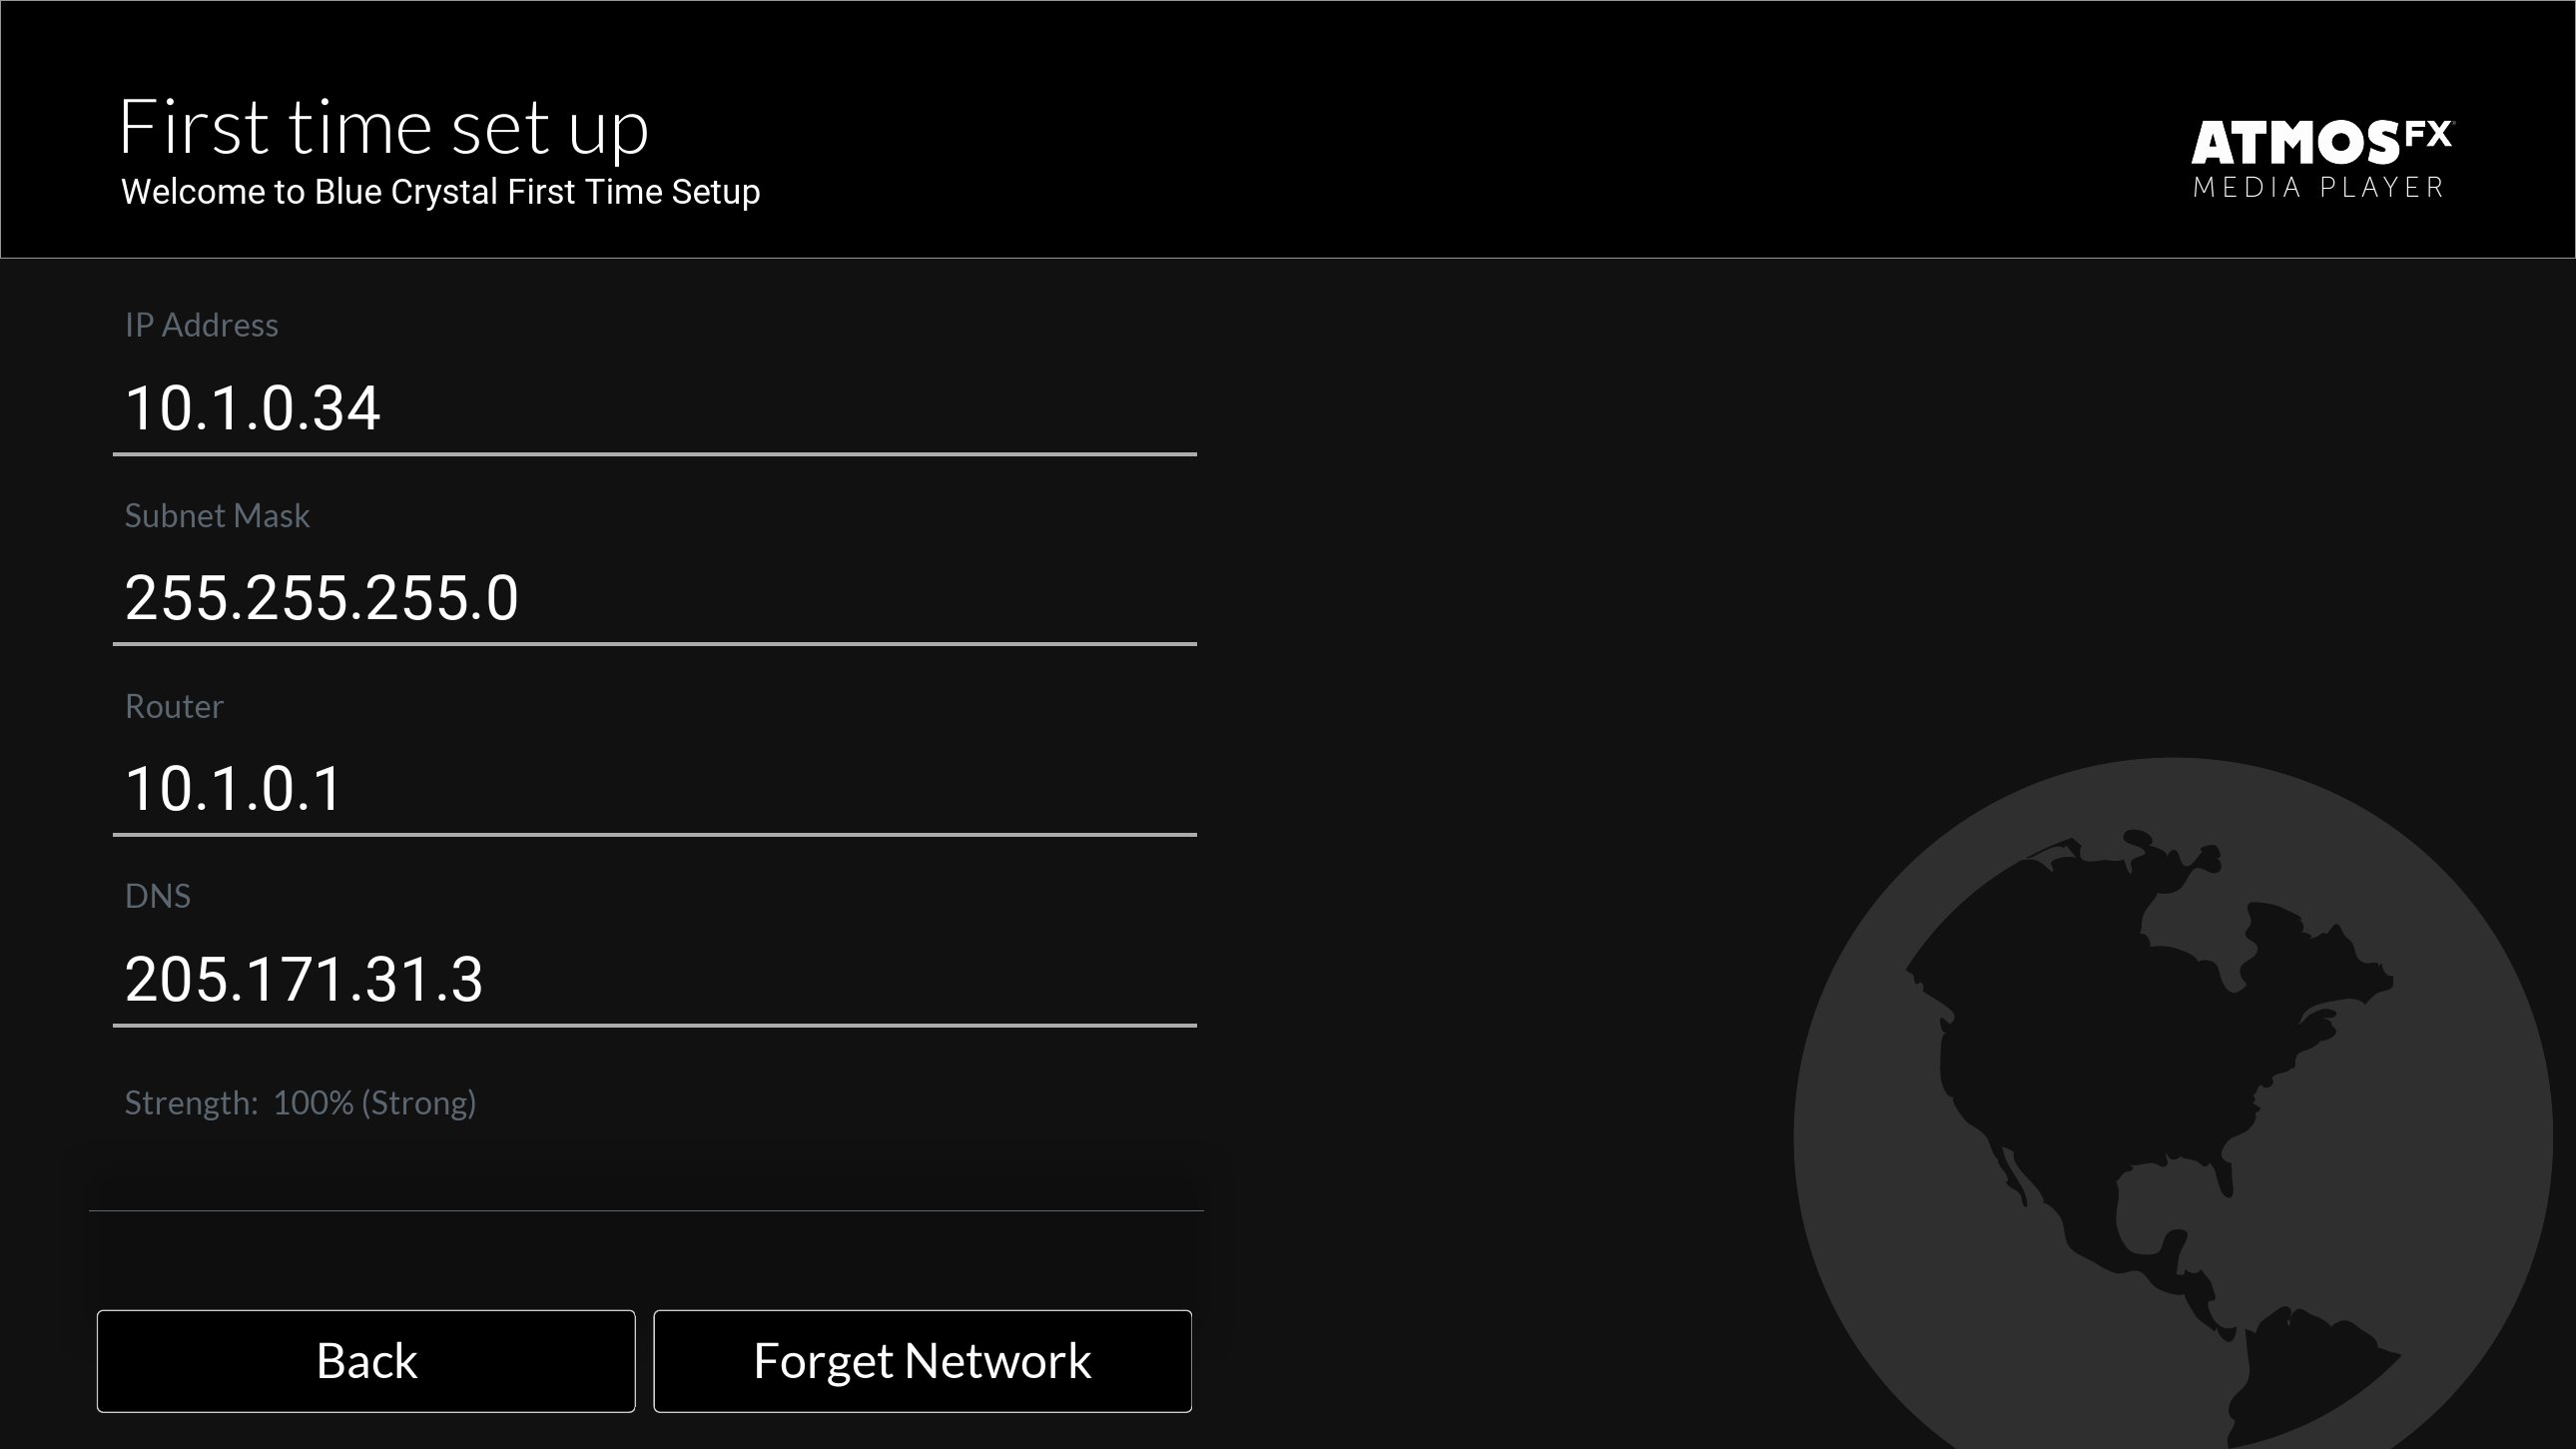 First time set up
Welcome to Blue Crystal First Time Setup
ATMOSFX
MEDIA PLAYER
IP Address
10.1.0.34
Subnet Mask
255.255.255.0
Router
10.1.0.1
DNS
205.171.31.3
Strength: 100% (Strong)
Back
Forget Network